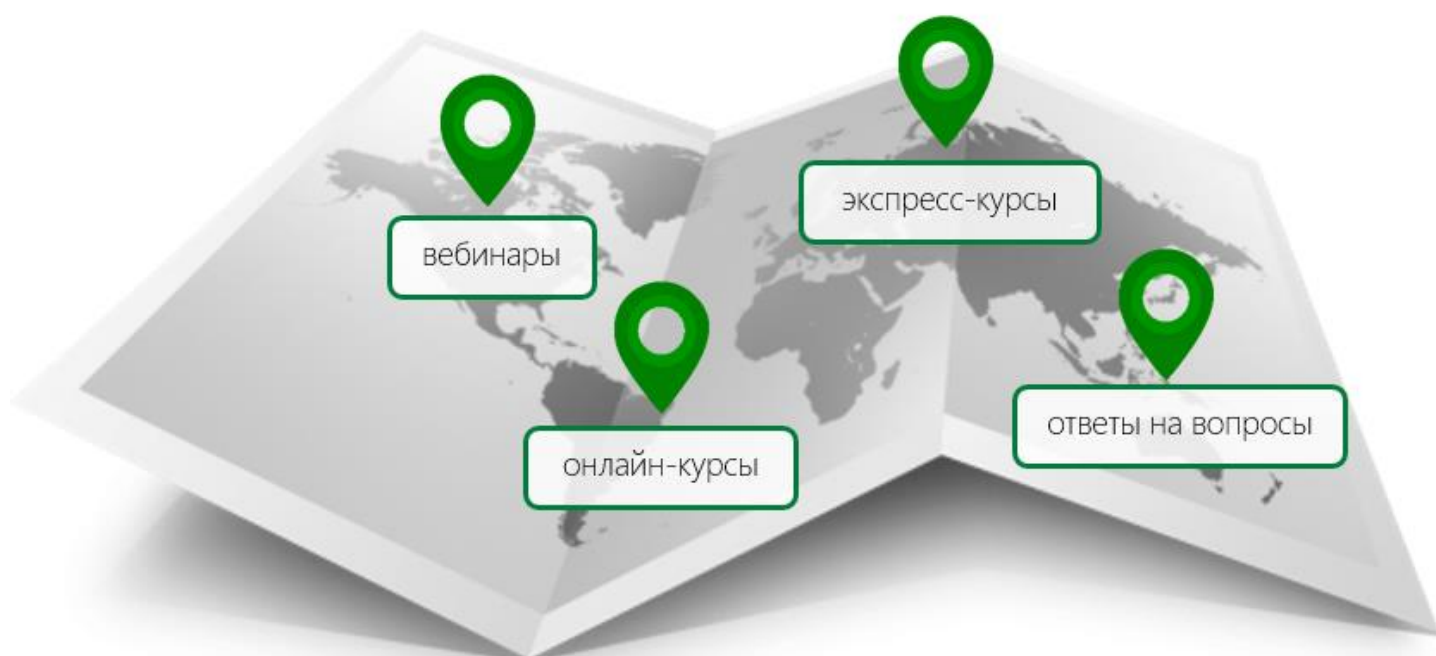 экспресс-курсы
вебинары
ответы на вопросы
онлайн-курсы